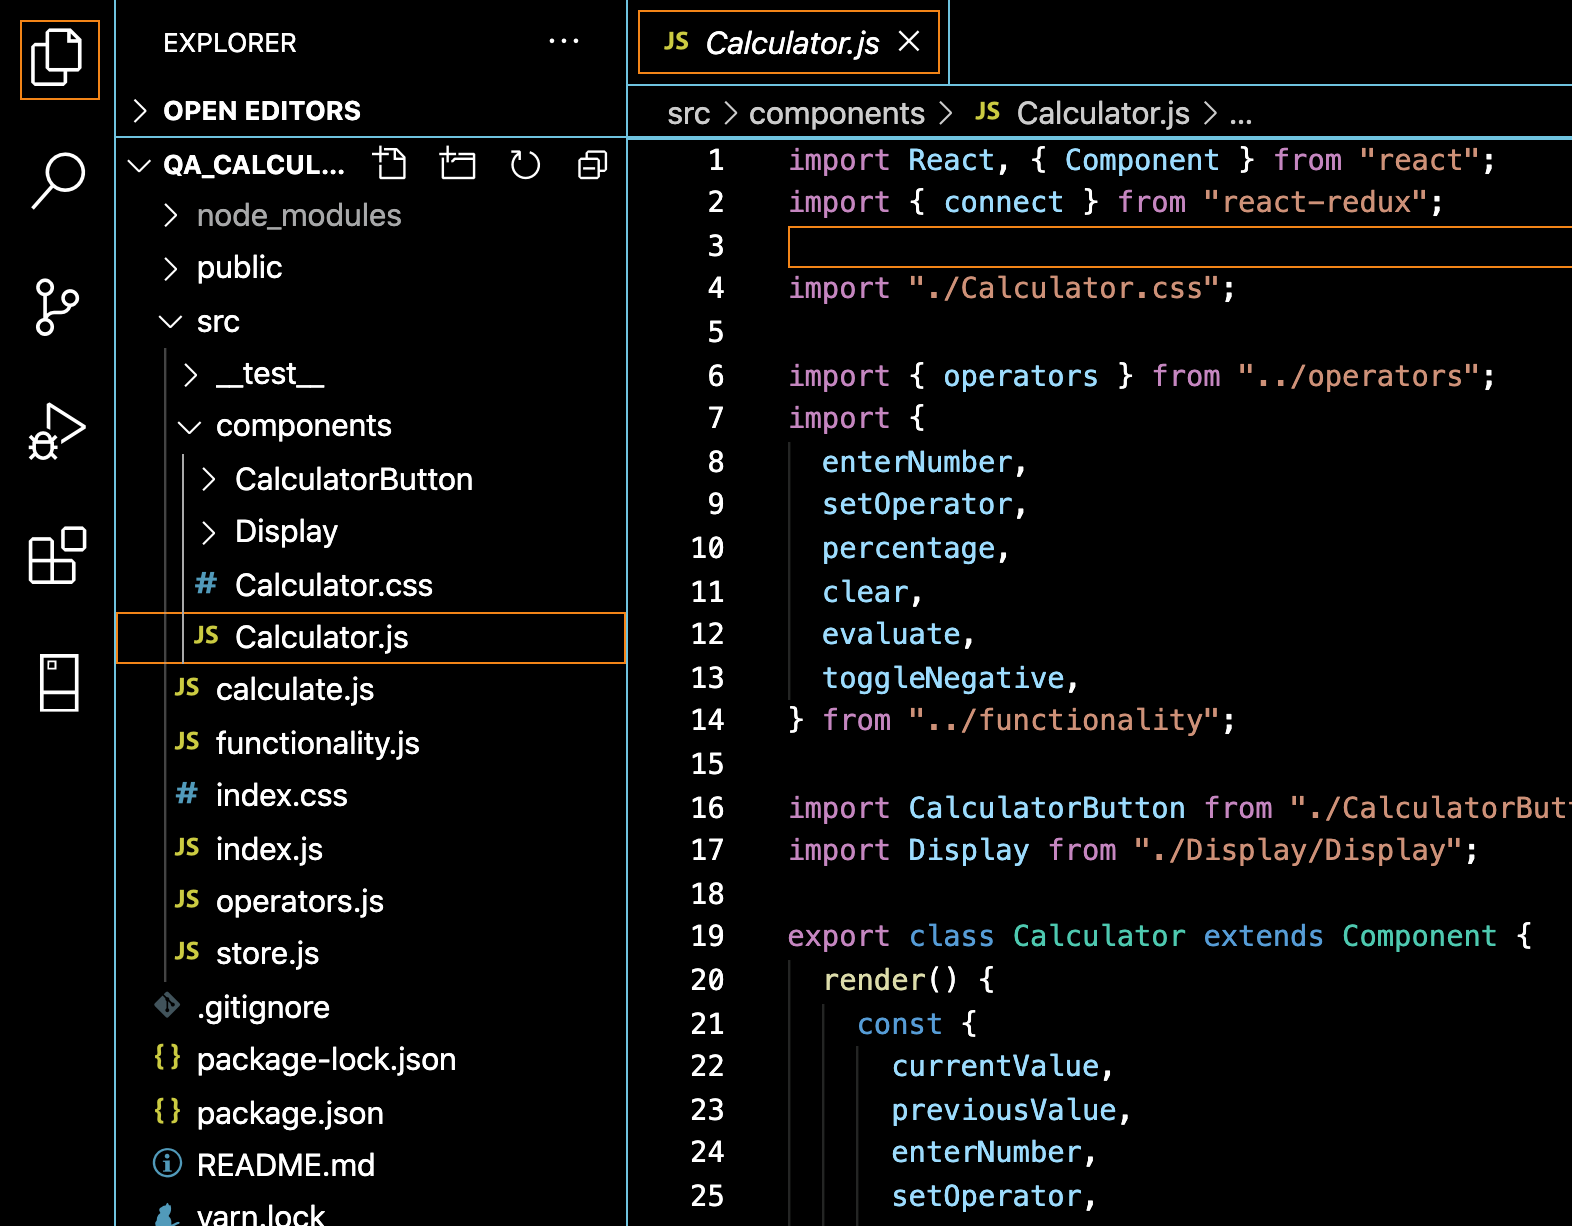 EXPLORER
OPEN EDITORS
QA_CALCUL...
node_modules
public
src
__test__
components
CalculatorButton
Display
# Calculator.css
JS Calculator.js
JS calculate.js
JS functionality.js
# index.css
JS index.js
JS operators.js
JS store.js
.gitignore
{} package-lock.json
{} package.json
README.md
yarn.lock
JS Calculator.js
src > components > JS Calculator.js > ...
1 import React, { Component } from "react";
2 import { connect } from "react-redux";
3
4 import "./Calculator.css";
5
6 import { operators } from "../operators";
7 import {
8 enterNumber,
9 setOperator,
10 percentage,
11 clear,
12 evaluate,
13 toggleNegative,
14 } from "../functionality";
15
16 import CalculatorButton from "./CalculatorBut
17 import Display from "./Display/Display";
18
19 export class Calculator extends Component {
20 render() {
21 const {
22 currentValue,
23 previousValue,
24 enterNumber,
25 setOperator,